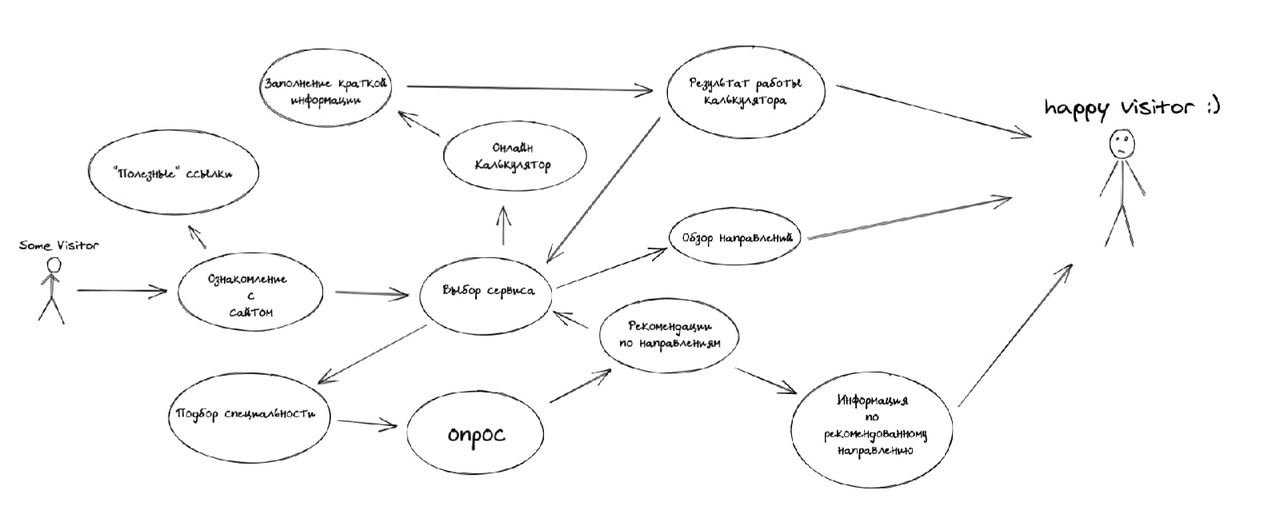 Заполнение краткой
информации
Результат работы
калькулятора
happy visitor :)
Онлайн
Калькулятор
"Полезные" ссылки
Some Visitor
Обзор направлений
Ознакомление
с
сайтом
Выбор сервиса
Рекомендации
по направлениям
Подбор специальности
опрос
Информация
по
рекомендованному
направлению